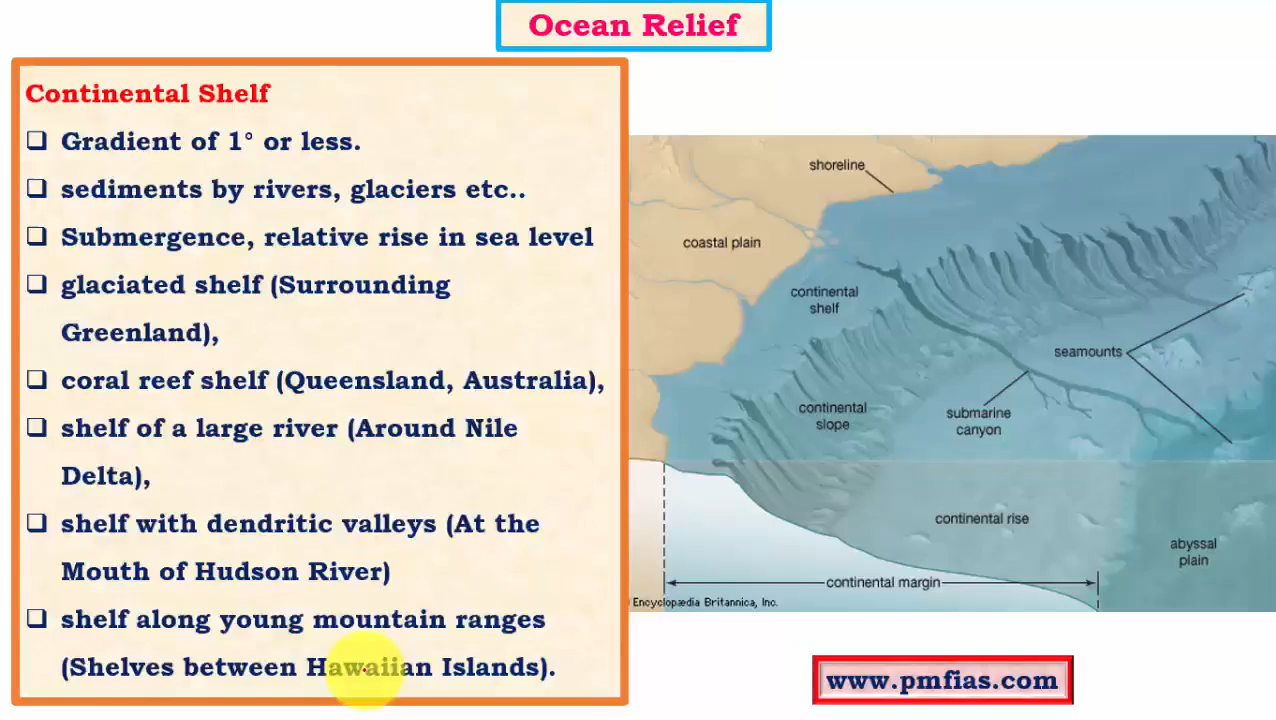 Ocean Relief
Continental Shelf
❑ Gradient of 1° or less.
❑ sediments by rivers, glaciers etc..
❑ Submergence, relative rise in sea level
❑ glaciated shelf (Surrounding
Greenland),
❑ coral reef shelf (Queensland, Australia),
❑ shelf of a large river (Around Nile
Delta),
❑ shelf with dendritic valleys (At the
Mouth of Hudson River)
❑ shelf along young mountain ranges
(Shelves between Hawaiian Islands).
shoreline
coastal plain
continental
shelf
seamounts
continental
slope
submarine
canyon
continental rise
abyssal
plain
continental margin
Encyclopædia Britannica, Inc.
www.pmfias.com